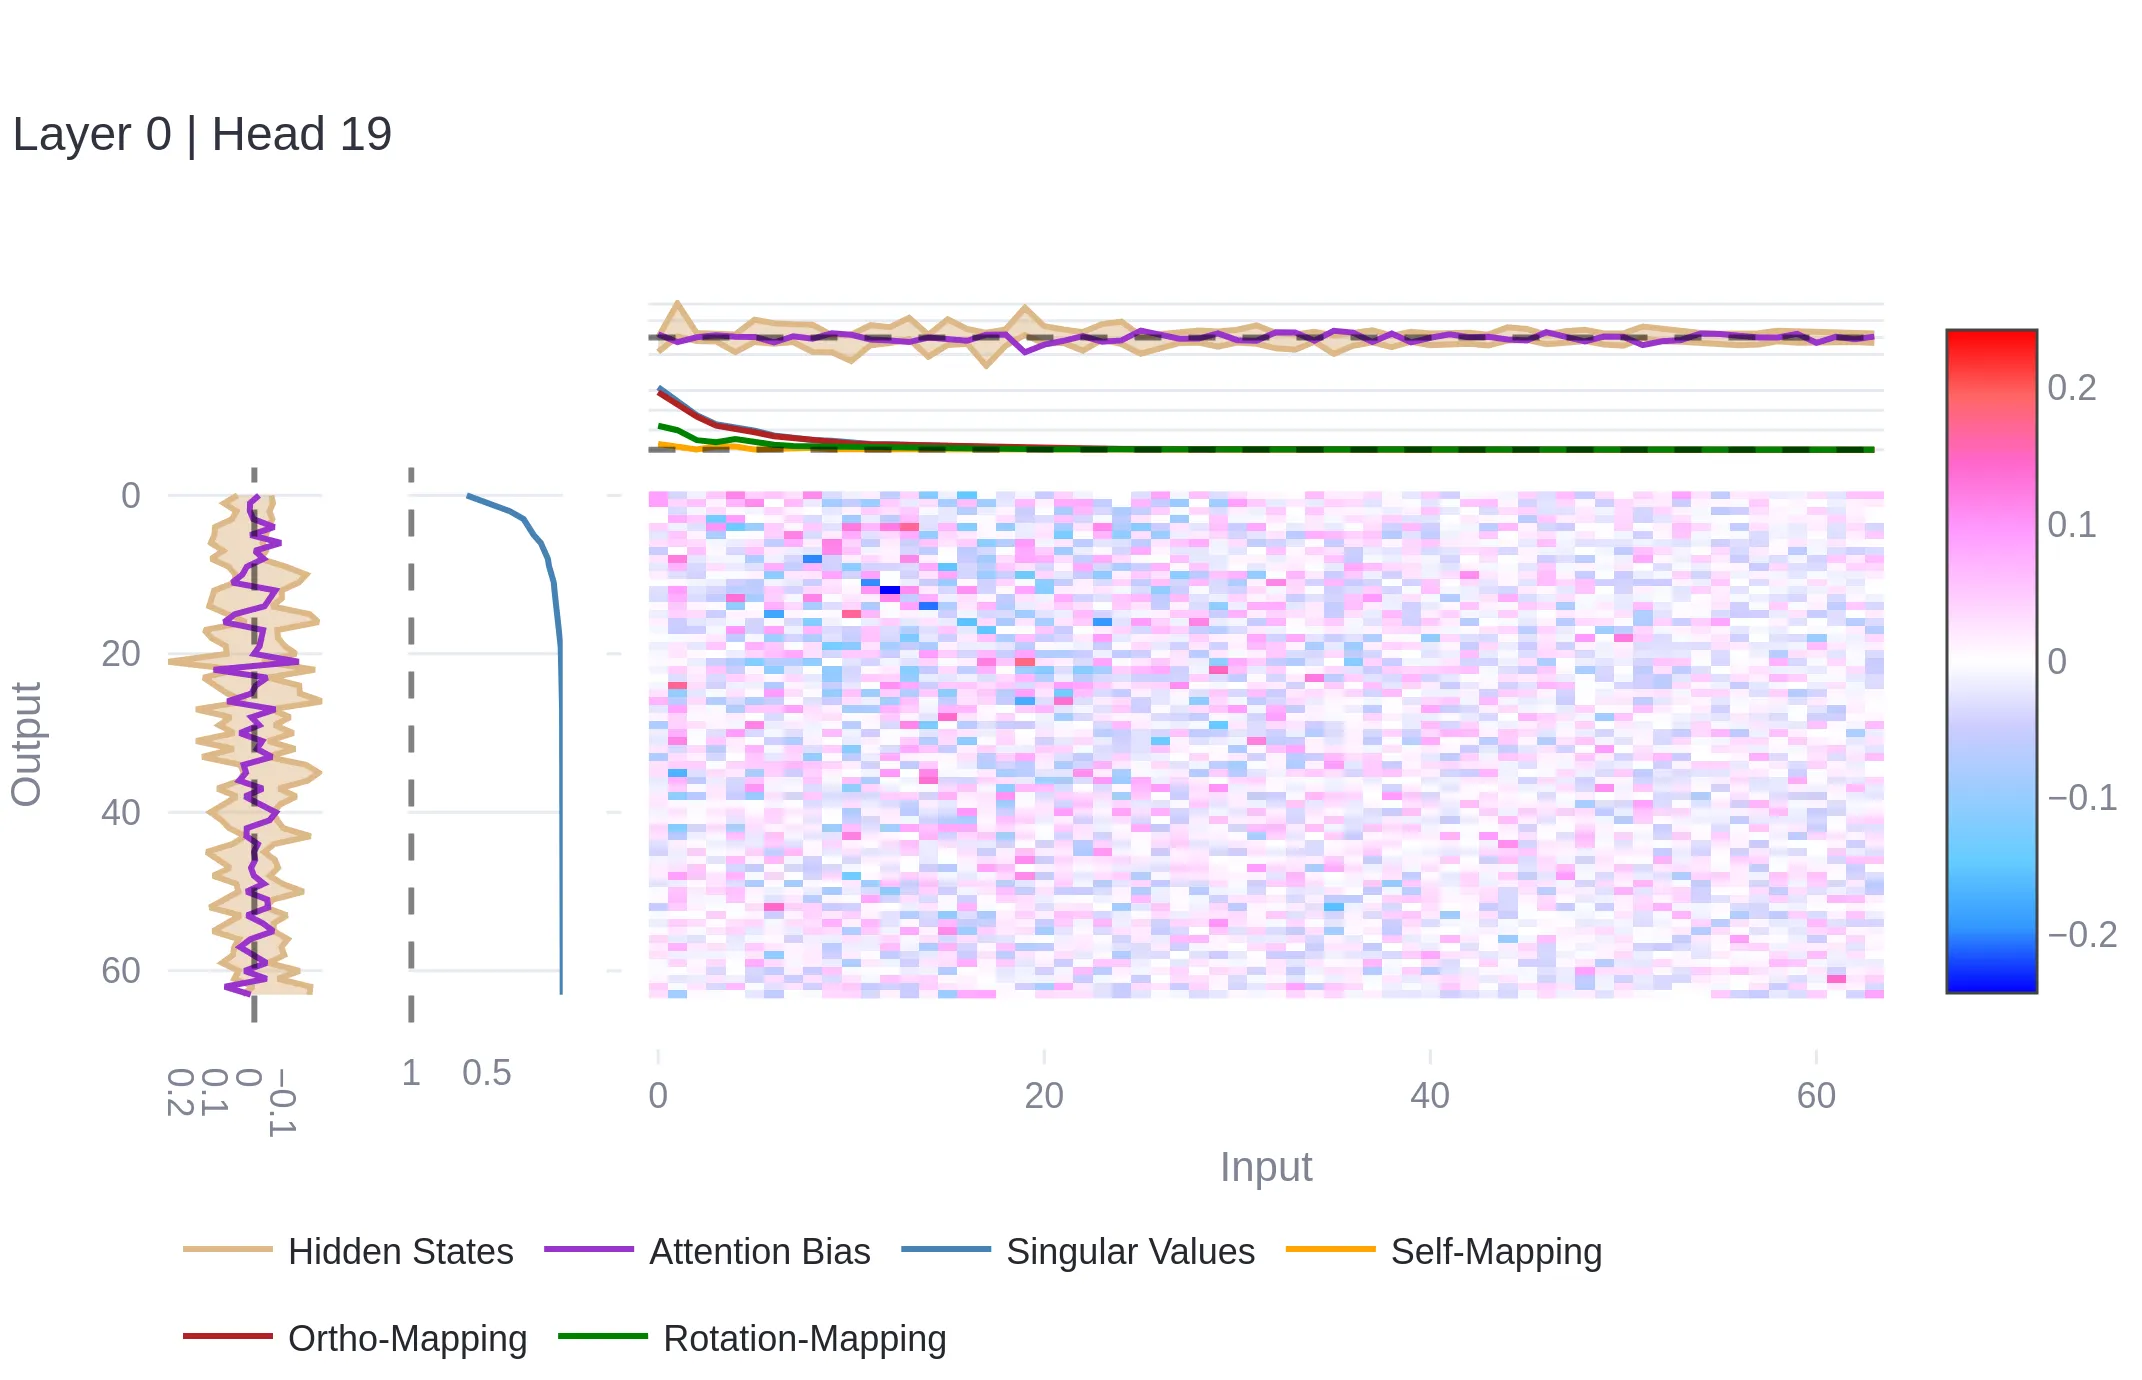 Layer 0 | Head 19
0
20
40
60
Output
0.2
0.1
0
−0.1
1
0.5
0
20
40
60
Input
0.2
0.1
0
−0.1
−0.2
Hidden States
Attention Bias
Singular Values
Self-Mapping
Ortho-Mapping
Rotation-Mapping